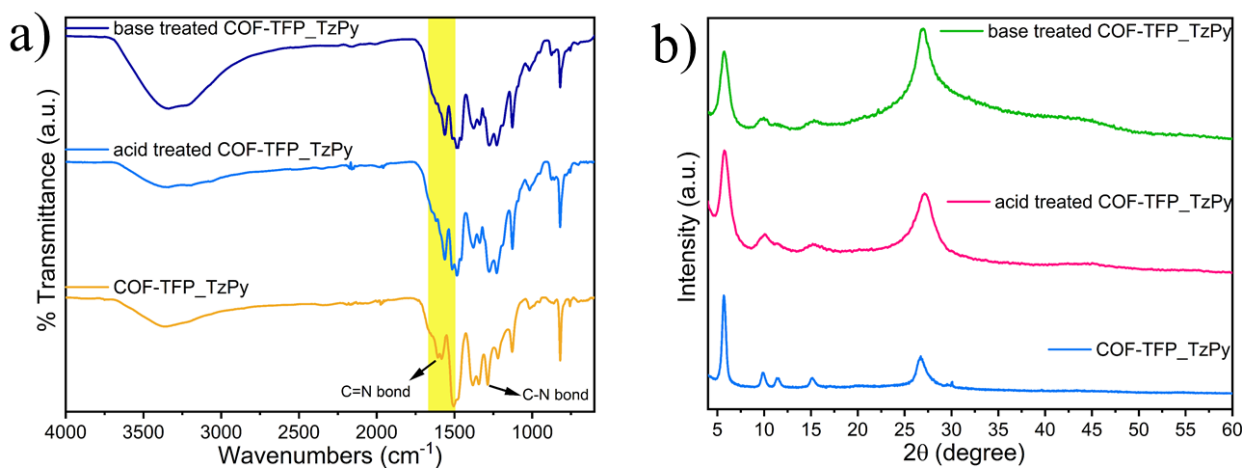 a)
base treated COF-TFP_TzPy
acid treated COF-TFP_TzPy
COF-TFP_TzPy
C=N bond
C-N bond
% Transmittance (a.u.)
4000 3500 3000 2500 2000 1500 1000
Wavenumbers (cm⁻¹)
b)
base treated COF-TFP_TzPy
acid treated COF-TFP_TzPy
COF-TFP_TzPy
Intensity (a.u.)
5 10 15 20 25 30 35 40 45 50 55 60
2θ (degree)